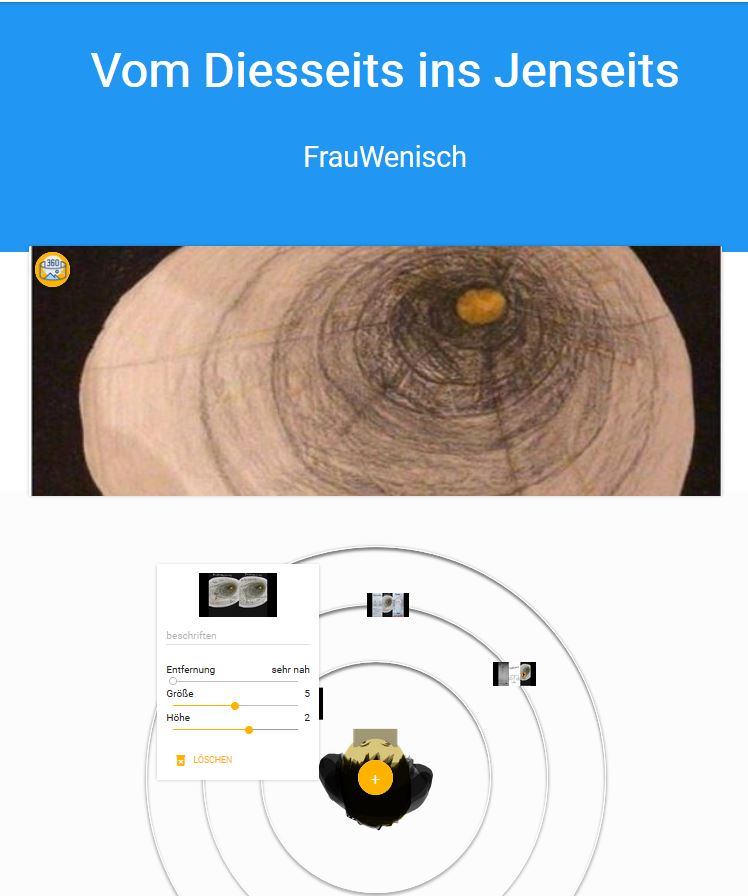 Vom Diesseits ins Jenseits
FrauWenisch
360
beschriften
Entfernung sehr nah
Größe 5
Höhe 2
LÖSCHEN
+